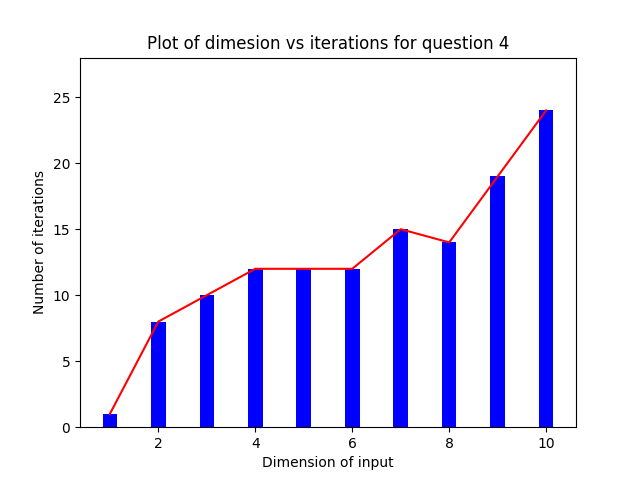 Plot of dimesion vs iterations for question 4
25
20
15
10
5
0
Number of iterations
2 4 6 8 10
Dimension of input